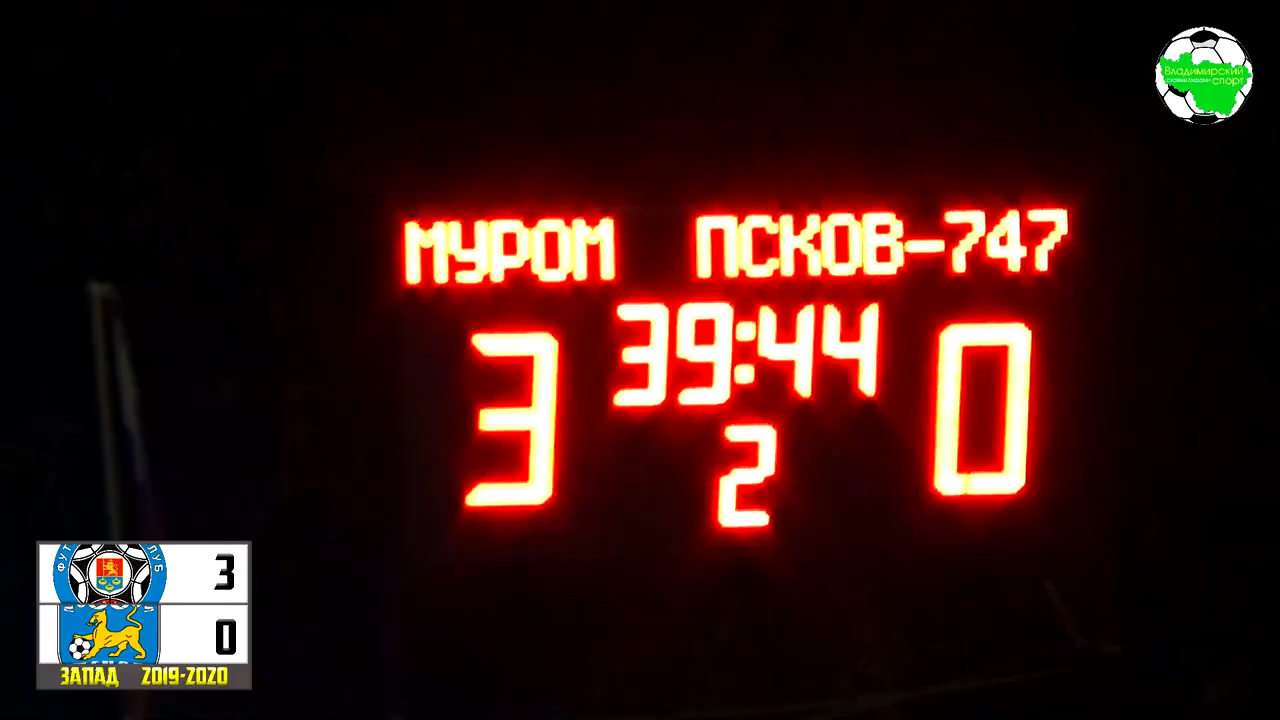 Владимирский
спорт
МУРОМ ПСКОВ-747
3 39:44 0
2
3
0
ЗАПАД 2019-2020